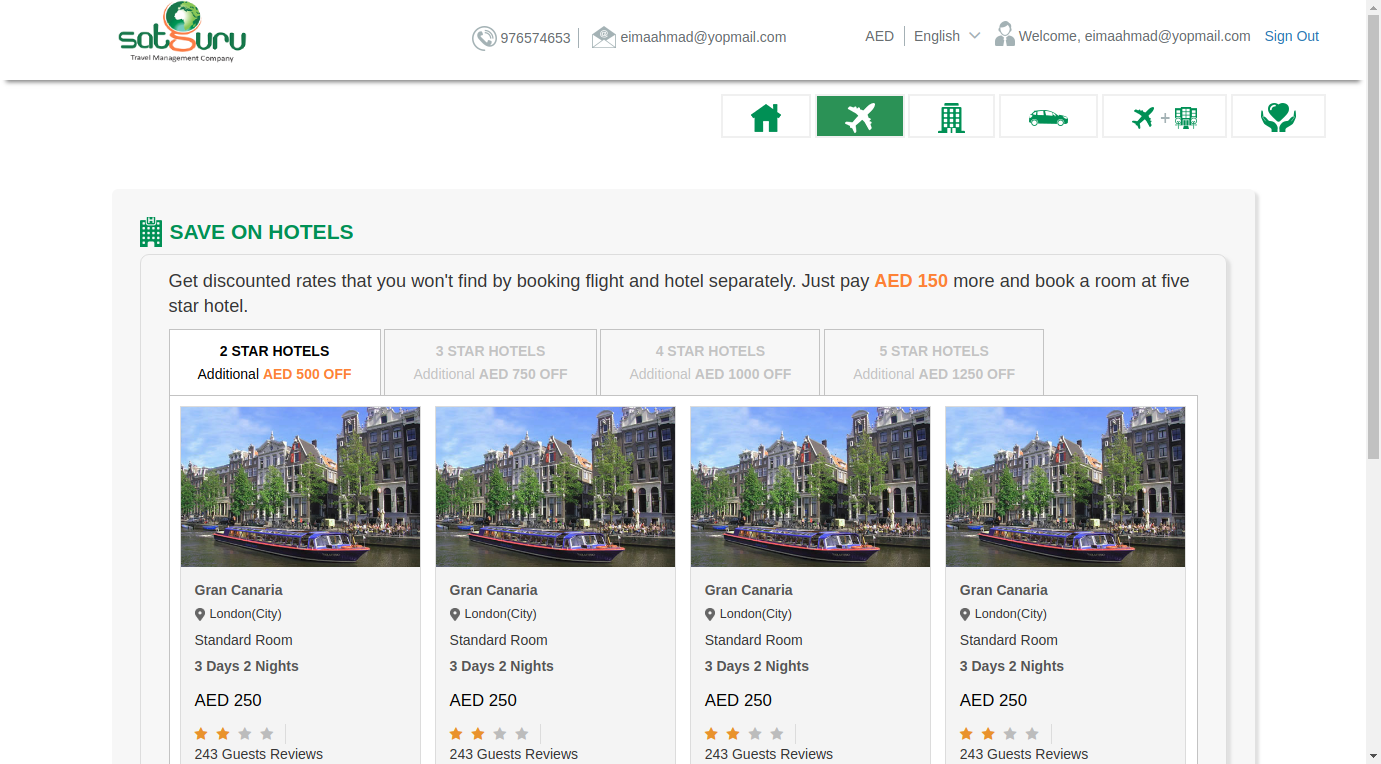 satguru
Travel Management Company
976574653
eimaahmad@yopmail.com
AED
English
Welcome, eimaahmad@yopmail.com
Sign Out
+
SAVE ON HOTELS
Get discounted rates that you won't find by booking flight and hotel separately. Just pay AED 150 more and book a room at five
star hotel.
2 STAR HOTELS
Additional AED 500 OFF
3 STAR HOTELS
Additional AED 750 OFF
4 STAR HOTELS
Additional AED 1000 OFF
5 STAR HOTELS
Additional AED 1250 OFF
Gran Canaria
London(City)
Standard Room
3 Days 2 Nights
AED 250
243 Guests Reviews
Gran Canaria
London(City)
Standard Room
3 Days 2 Nights
AED 250
243 Guests Reviews
Gran Canaria
London(City)
Standard Room
3 Days 2 Nights
AED 250
243 Guests Reviews
Gran Canaria
London(City)
Standard Room
3 Days 2 Nights
AED 250
243 Guests Reviews